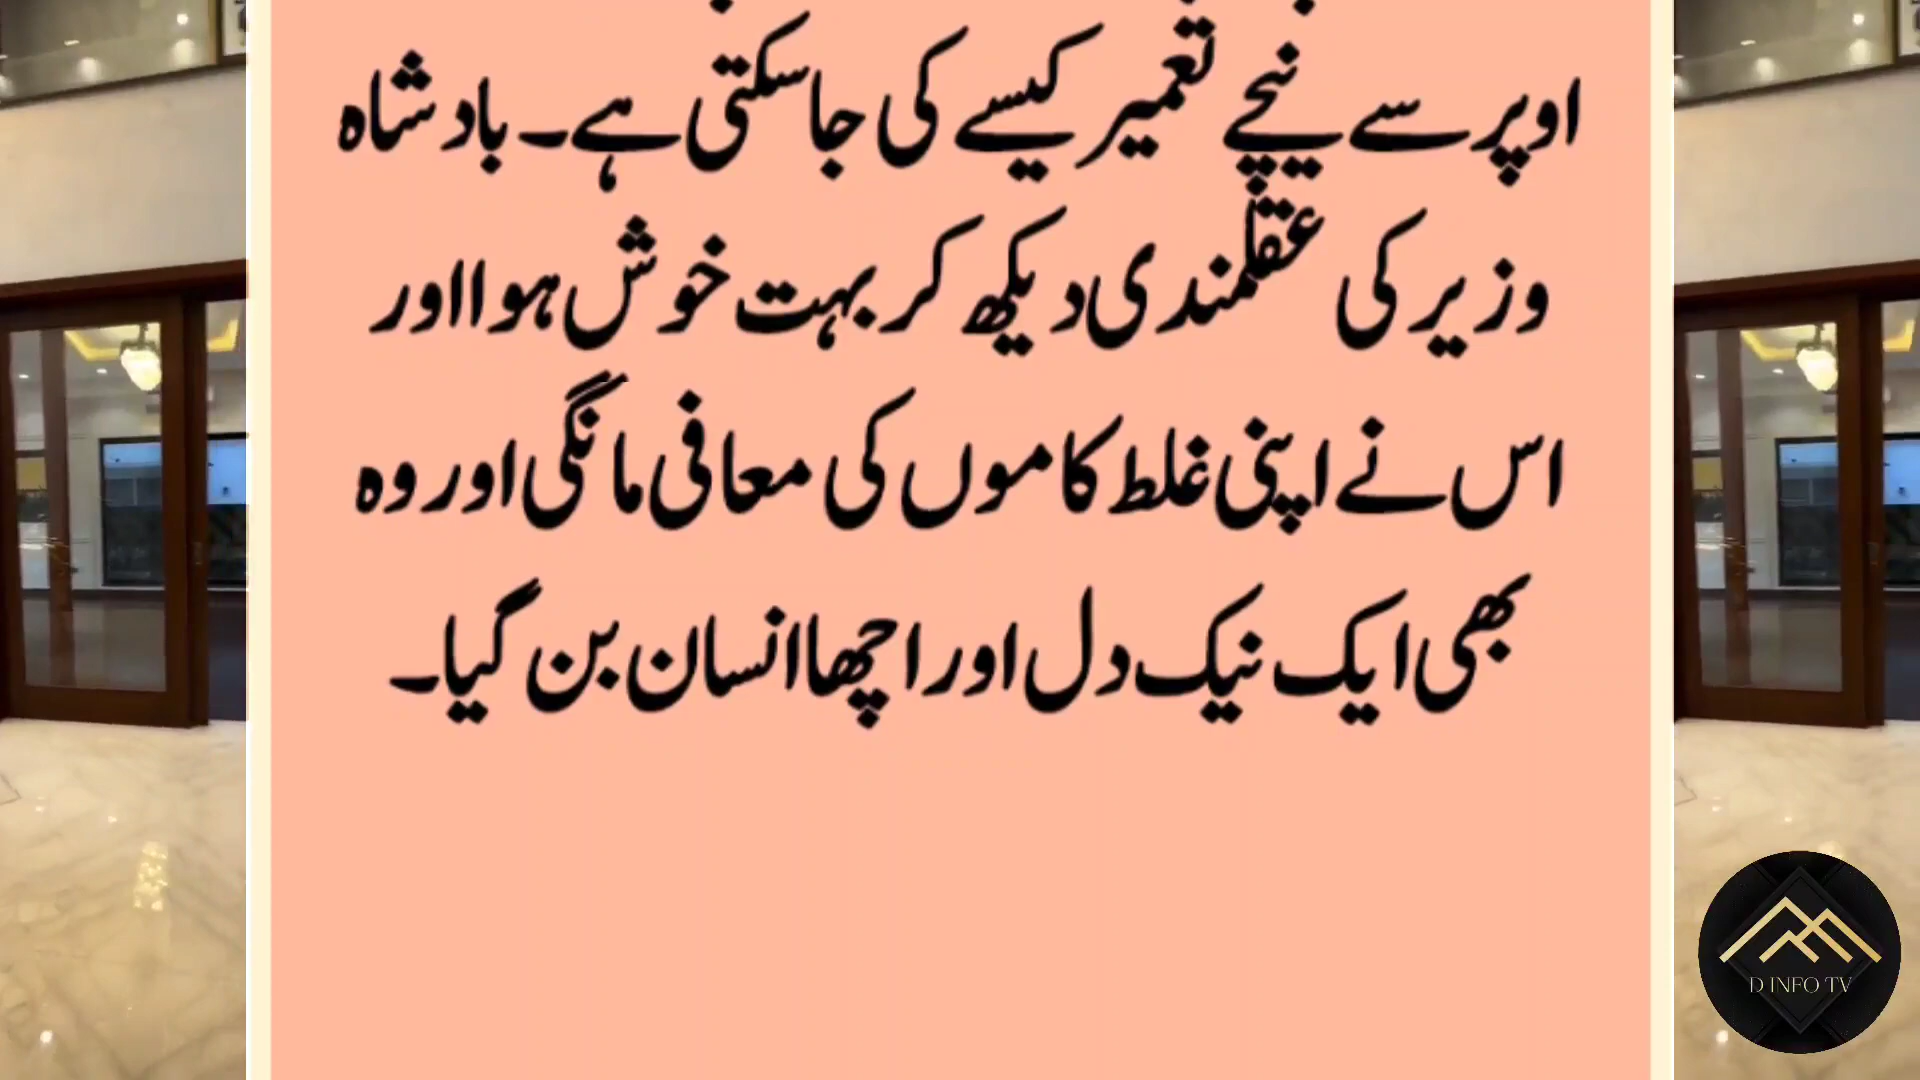 اوپر سے نیچے تعمیر کیسے کی جاسکتی ہے۔ بادشاہ
وزیر کی عقلمندی دیکھ کر بہت خوش ہوا اور
اس نے اپنی غلط کاموں کی معافی مانگی اور وہ
بھی ایک نیک دل اور اچھا انسان بن گیا۔
D INFO TV